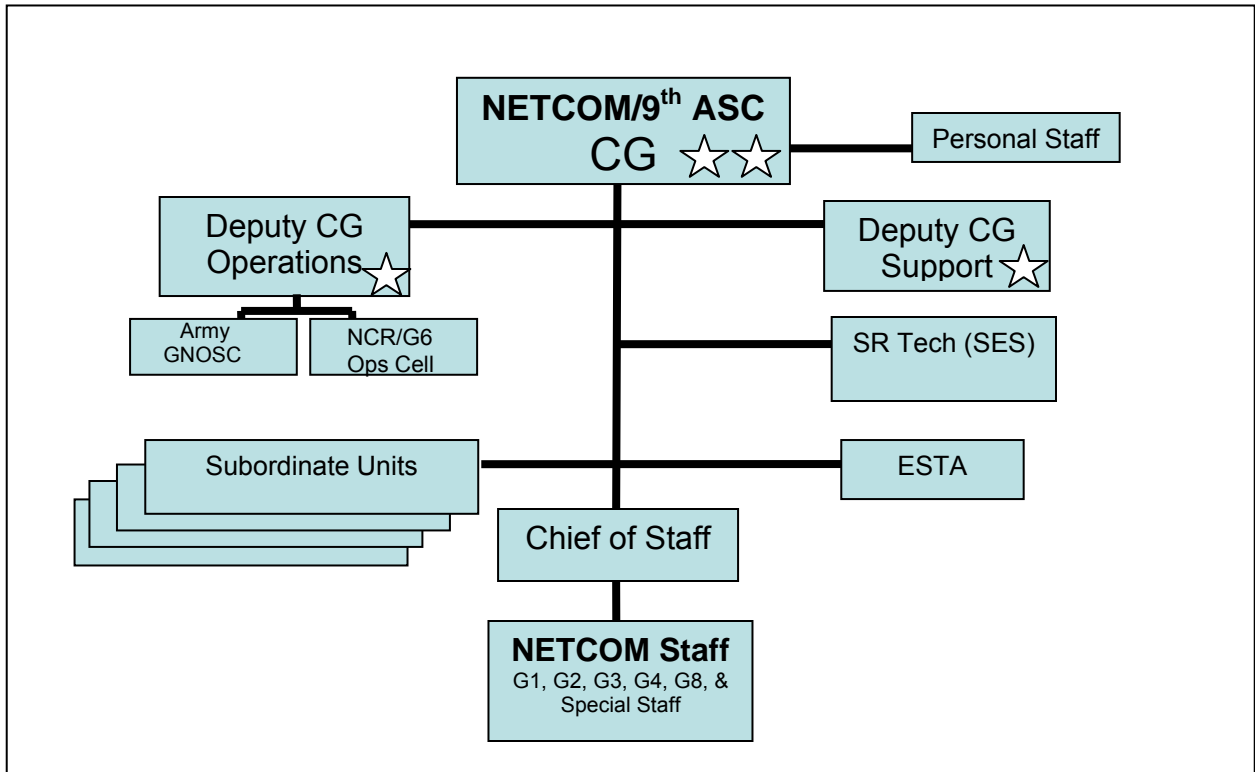 NETCOM/9th ASC
CG
Personal Staff
Deputy CG
Operations
Deputy CG
Support
Army
GNOSC
NCR/G6
Ops Cell
SR Tech (SES)
Subordinate Units
ESTA
Chief of Staff
NETCOM Staff
G1, G2, G3, G4, G8, &
Special Staff